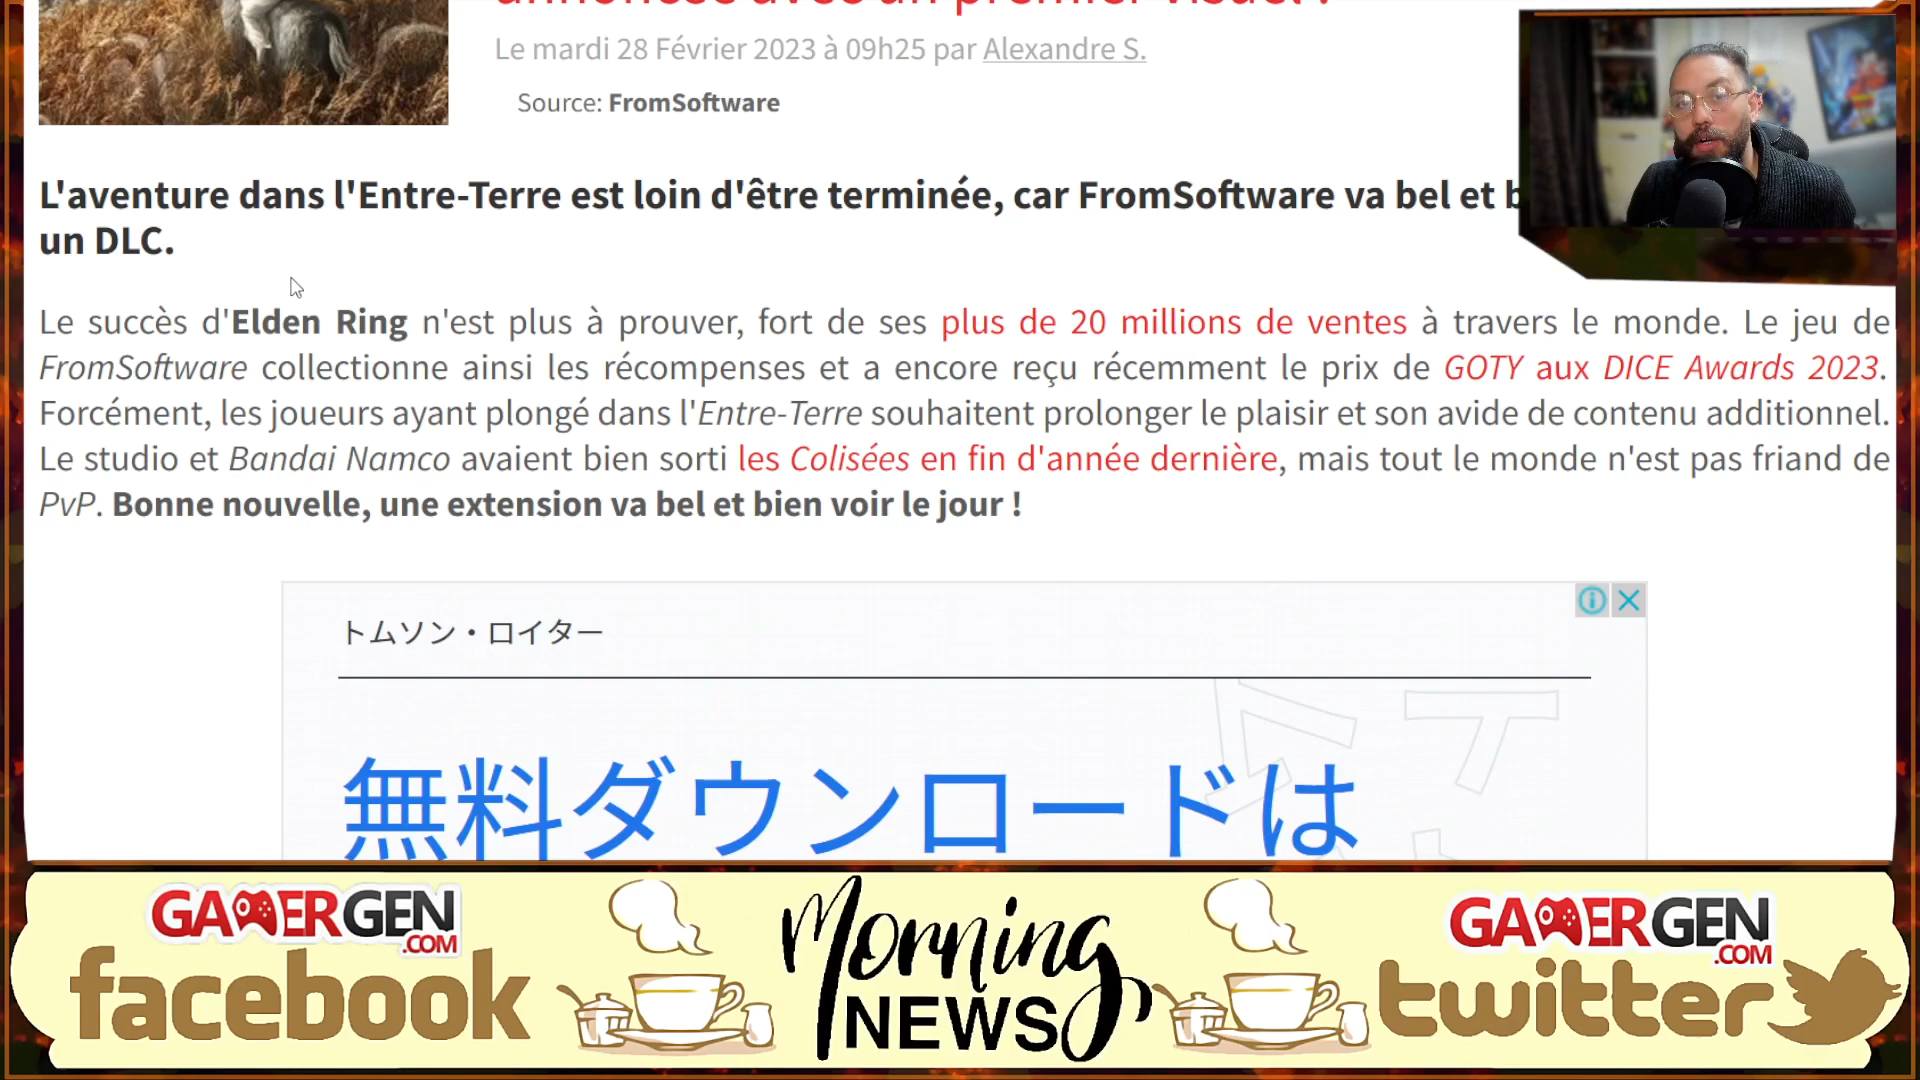 annoncée avec un premier visuel !
Le mardi 28 Février 2023 à 09h25 par Alexandre S.
Source: FromSoftware
L'aventure dans l'Entre-Terre est loin d'être terminée, car FromSoftware va bel et b
un DLC.
Le succès d'Elden Ring n'est plus à prouver, fort de ses plus de 20 millions de ventes à travers le monde. Le jeu de
FromSoftware collectionne ainsi les récompenses et a encore reçu récemment le prix de GOTY aux DICE Awards 2023.
Forcément, les joueurs ayant plongé dans l'Entre-Terre souhaitent prolonger le plaisir et son avide de contenu additionnel.
Le studio et Bandai Namco avaient bien sorti les Colisées en fin d'année dernière, mais tout le monde n'est pas friand de
PvP. Bonne nouvelle, une extension va bel et bien voir le jour !
トムソン・ロイター
無料ダウンロードは
GAMERGEN
.COM
facebook
Morning
NEWS
GAMERGEN
.COM
twitter